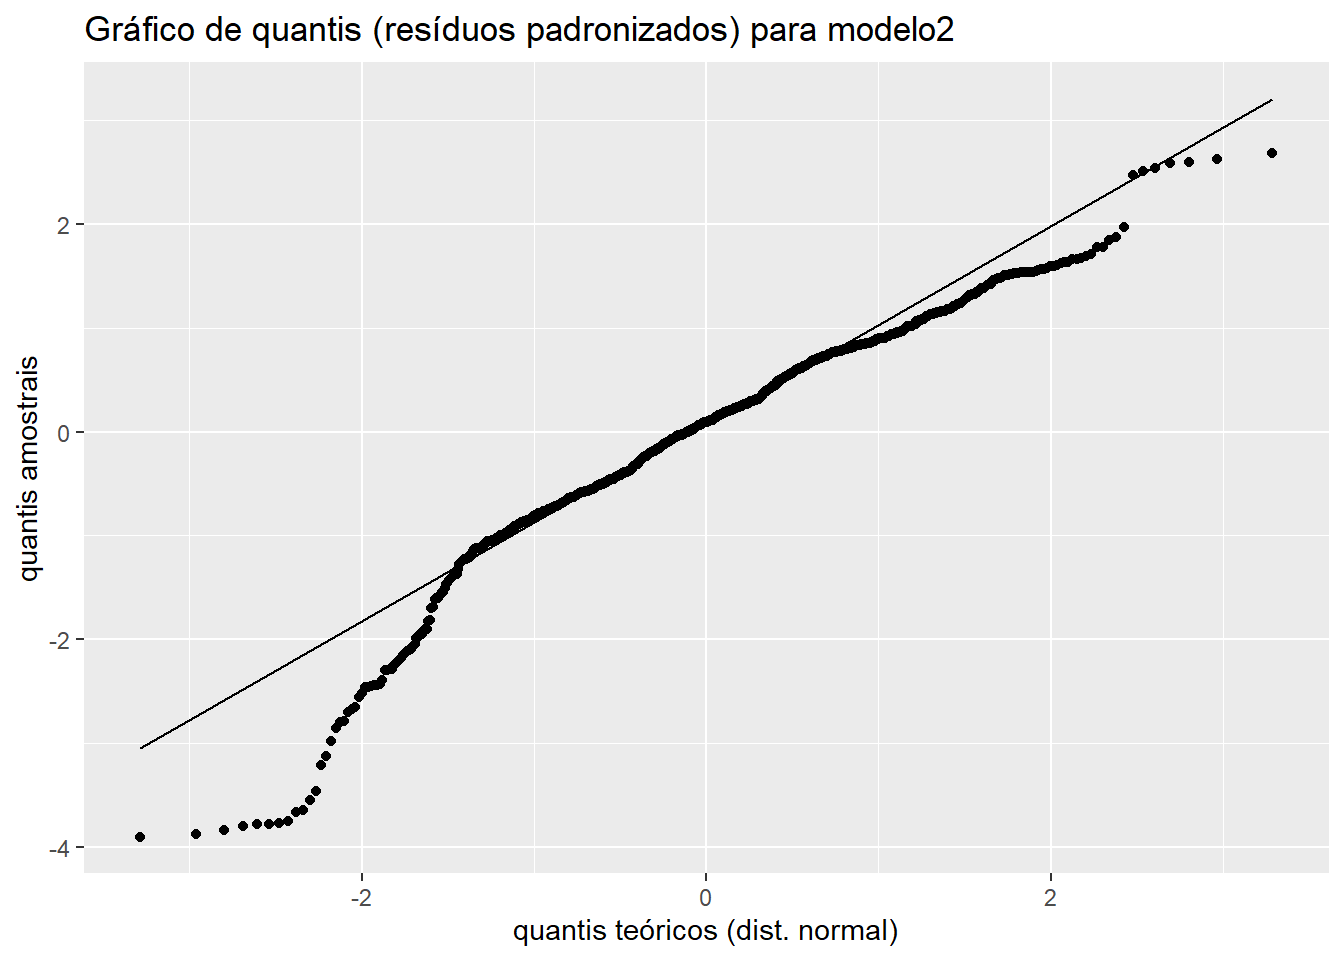 Gráfico de quantis (resíduos padronizados) para modelo2
quantis amostrais
2
0
-2
-4
-2
0
2
quantis teóricos (dist. normal)